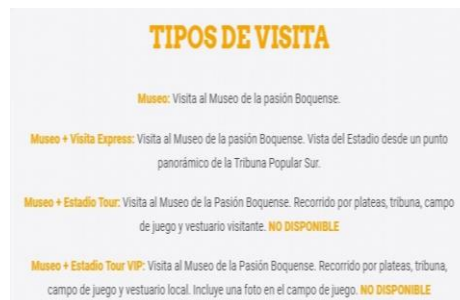 TIPOS DE VISITA
Museo: Visita al Museo de la pasión Boquense.
Museo + Visita Express: Visita al Museo de la pasión Boquense. Vista del Estadio desde un punto
panorámico de la Tribuna Popular Sur.
Museo + Estadio Tour: Visita al Museo de la Pasión Boquense. Recorrido por plateas, tribuna, campo
de juego y vestuario visitante. NO DISPONIBLE
Museo + Estadio Tour VIP: Visita al Museo de la Pasión Boquense. Recorrido por plateas, tribuna,
campo de juego y vestuario local. Incluye una foto en el campo de juego. NO DISPONIBLE